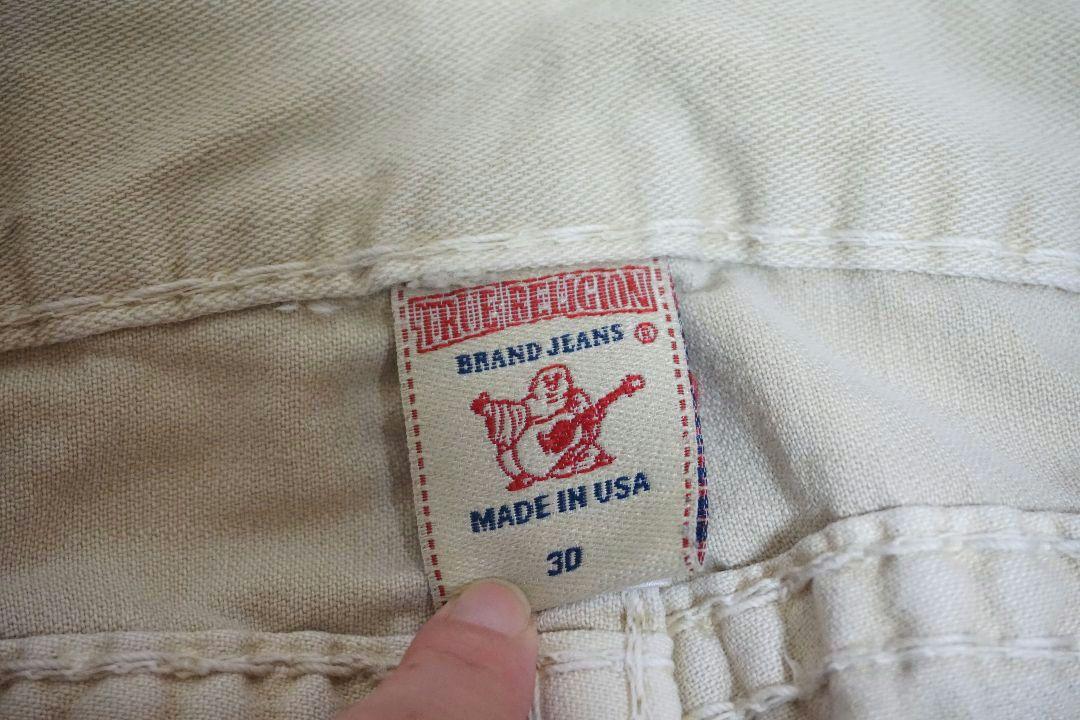 TRUE RELIGION
BRAND JEANS ®
MADE IN USA
30